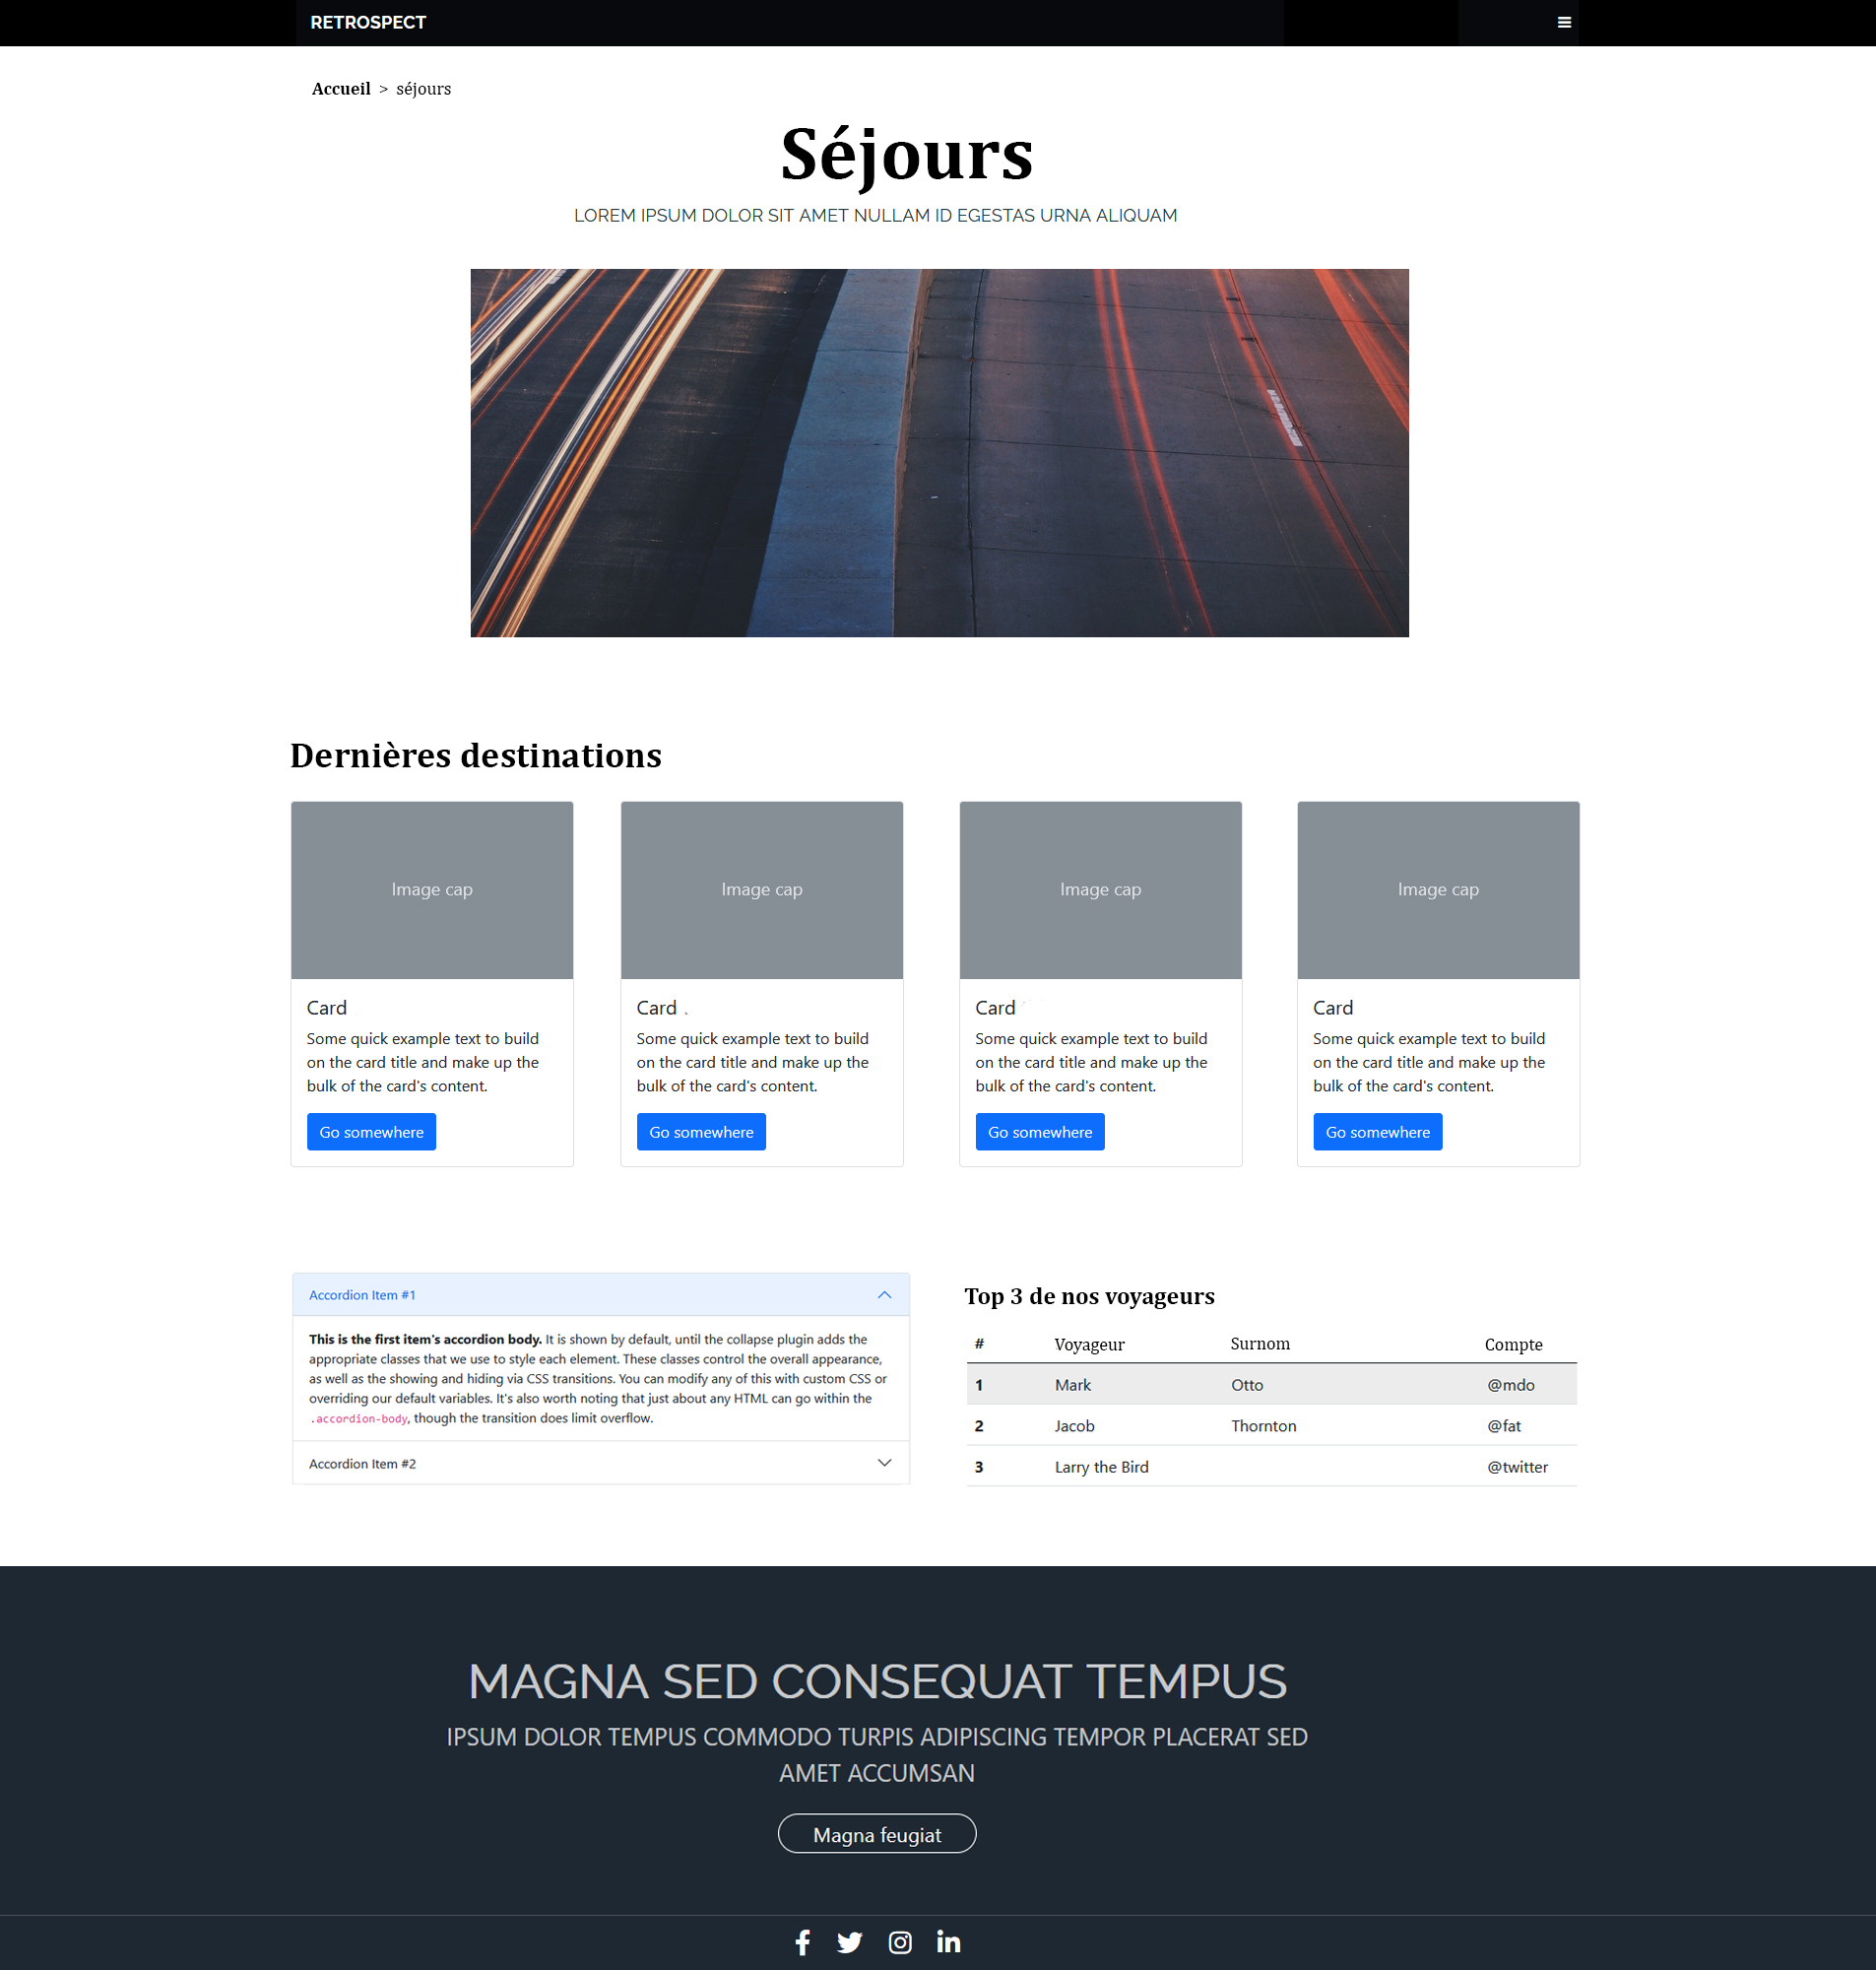 RETROSPECT
Accueil > séjours
Séjours
LOREM IPSUM DOLOR SIT AMET NULLAM ID EGESTAS URNA ALIQUAM
Dernières destinations
Image cap
Card
Some quick example text to build
on the card title and make up the
bulk of the card's content.
Go somewhere
Image cap
Card .
Some quick example text to build
on the card title and make up the
bulk of the card's content.
Go somewhere
Image cap
Card
Some quick example text to build
on the card title and make up the
bulk of the card's content.
Go somewhere
Image cap
Card
Some quick example text to build
on the card title and make up the
bulk of the card's content.
Go somewhere
Accordion Item #1
This is the first item's accordion body. It is shown by default, until the collapse plugin adds the
appropriate classes that we use to style each element. These classes control the overall appearance,
as well as the showing and hiding via CSS transitions. You can modify any of this with custom CSS or
overriding our default variables. It's also worth noting that just about any HTML can go within the
.accordion-body, though the transition does limit overflow.
Accordion Item #2
Top 3 de nos voyageurs
# Voyageur Surnom Compte
1 Mark Otto @mdo
2 Jacob Thornton @fat
3 Larry the Bird @twitter
MAGNA SED CONSEQUAT TEMPUS
IPSUM DOLOR TEMPUS COMMODO TURPIS ADIPISCING TEMPOR PLACERAT SED
AMET ACCUMSAN
Magna feugiat